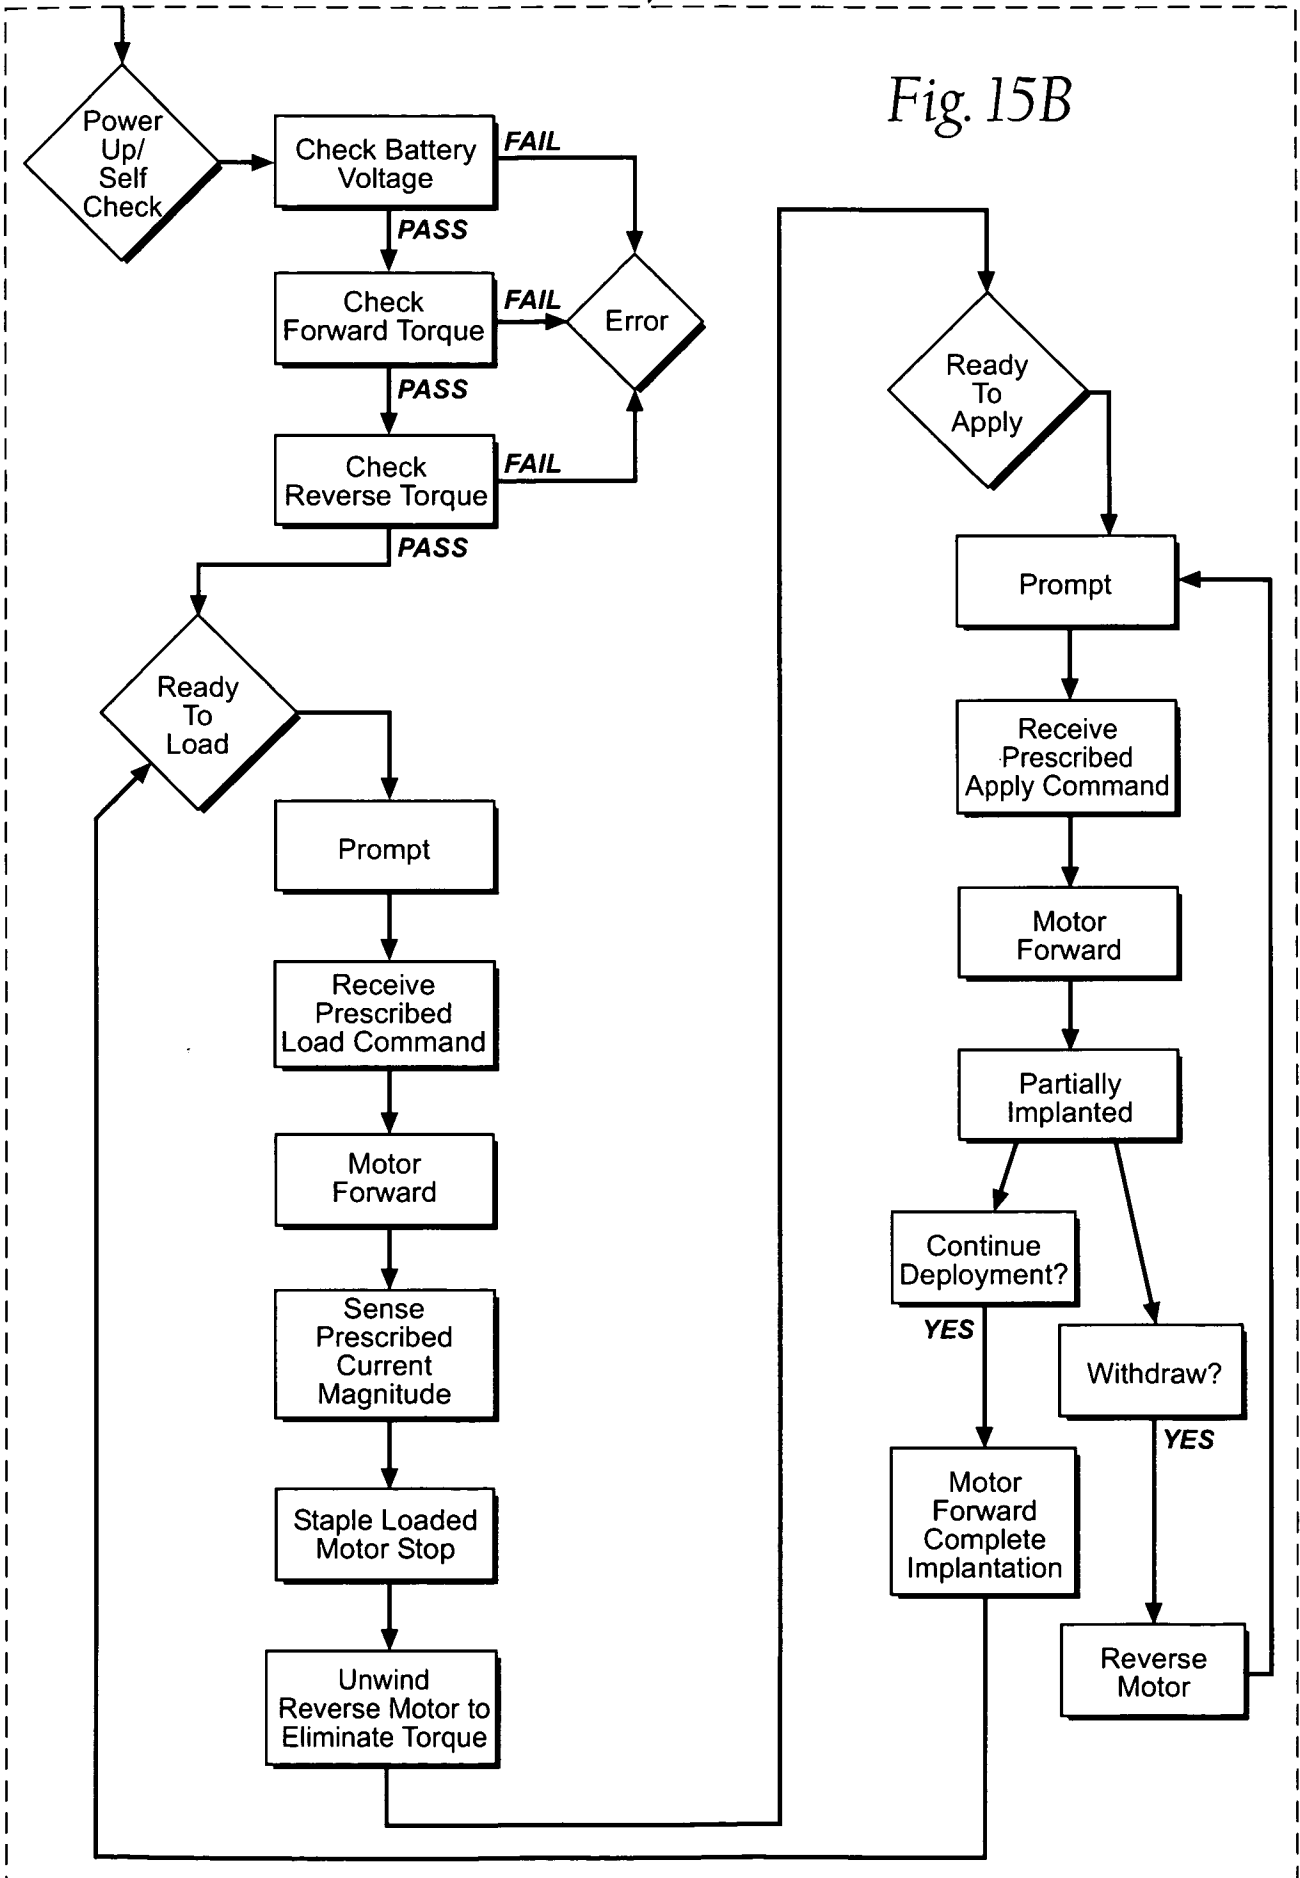 Fig. 15B
Power
Up/
Self
Check
Check Battery
Voltage
FAIL
PASS
Check
Forward Torque
FAIL
Error
PASS
Check
Reverse Torque
FAIL
PASS
Ready
To
Load
Prompt
Receive
Prescribed
Load Command
Motor
Forward
Sense
Prescribed
Current
Magnitude
Staple Loaded
Motor Stop
Unwind
Reverse Motor to
Eliminate Torque
Ready
To
Apply
Prompt
Receive
Prescribed
Apply Command
Motor
Forward
Partially
Implanted
Continue
Deployment?
YES
Motor
Forward
Complete
Implantation
Withdraw?
YES
Reverse
Motor